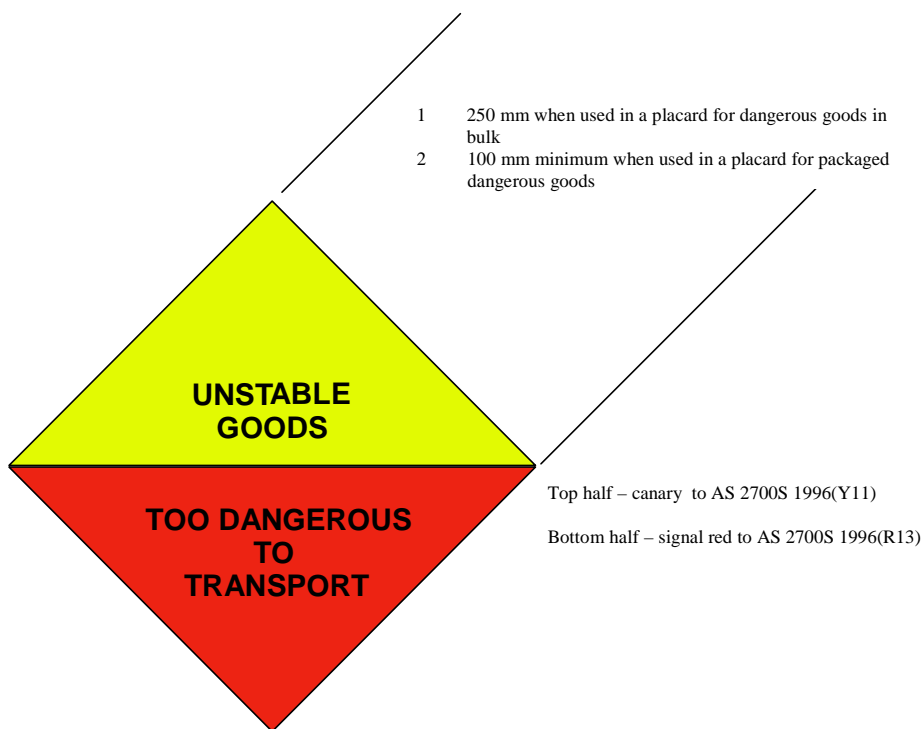 1 250 mm when used in a placard for dangerous goods in
bulk
2 100 mm minimum when used in a placard for packaged
dangerous goods
UNSTABLE
GOODS
TOO DANGEROUS
TO
TRANSPORT
Top half – canary to AS 2700S 1996(Y11)
Bottom half – signal red to AS 2700S 1996(R13)